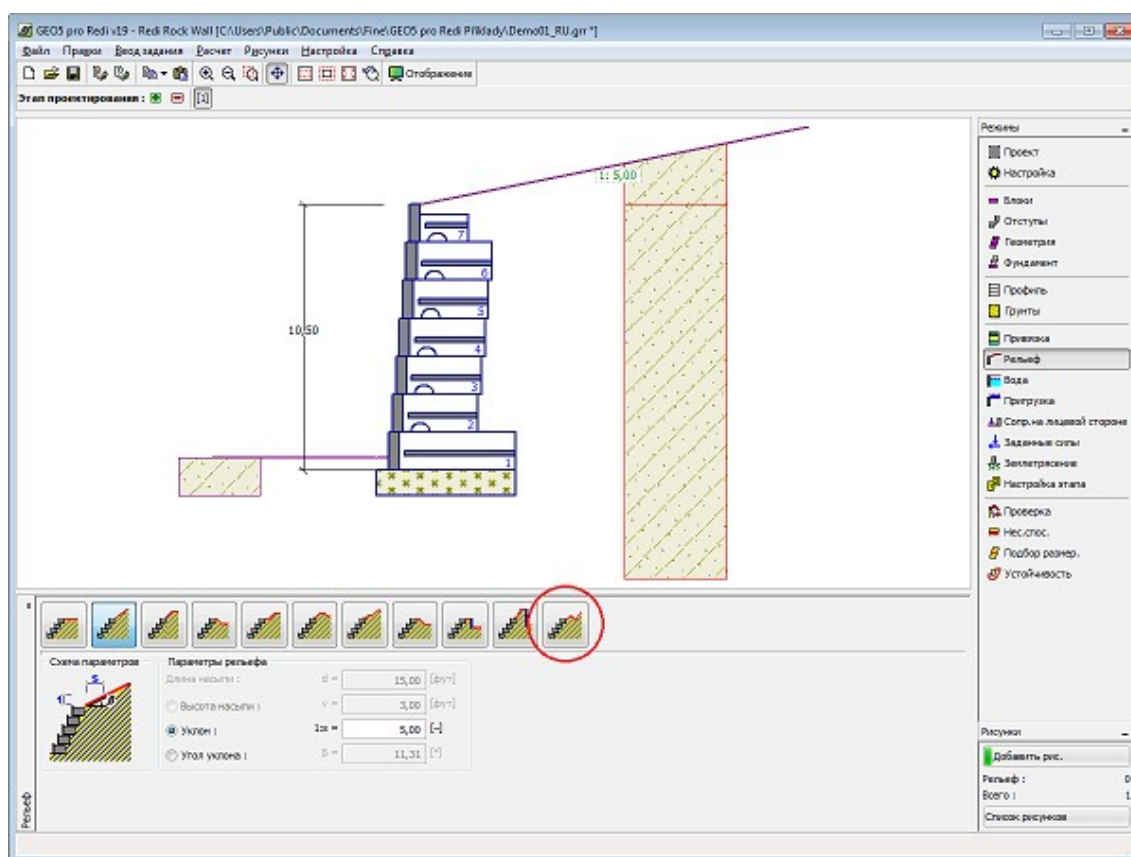 GEO5 pro Redi v19 - Redi Rock Wall [C:\Users\Public\Documents\Fine\GEO5 pro Redi Příklady\Demo01_RU.grr *]
Файл Правки Ввод задания Расчет Рисунки Настройка Справка
Отображение
Этап проектирования : [1]
Режимы
Проект
Настройка
Блоки
Отступы
Геометрия
Фундамент
Профиль
Грунты
Привязка
Рельеф
Вода
Пригрузка
Сопр.на лицевой стороне
Заданные силы
Землетрясение
Настройка этапа
Проверка
Нес.спос.
Подбор размер.
Устойчивость
1: 5,00
10,50
7
6
5
4
3
2
1
Схема параметров
Параметры рельефа
Длина насыпи : d = 15,00 [фут]
Высота насыпи : v = 3,00 [фут]
Уклон : 1:s = 5,00 [-]
Угол уклона : β = 11,31 [°]
Рельеф
Рисунки
Добавить рис.
Рельеф : 0
Всего : 1
Список рисунков